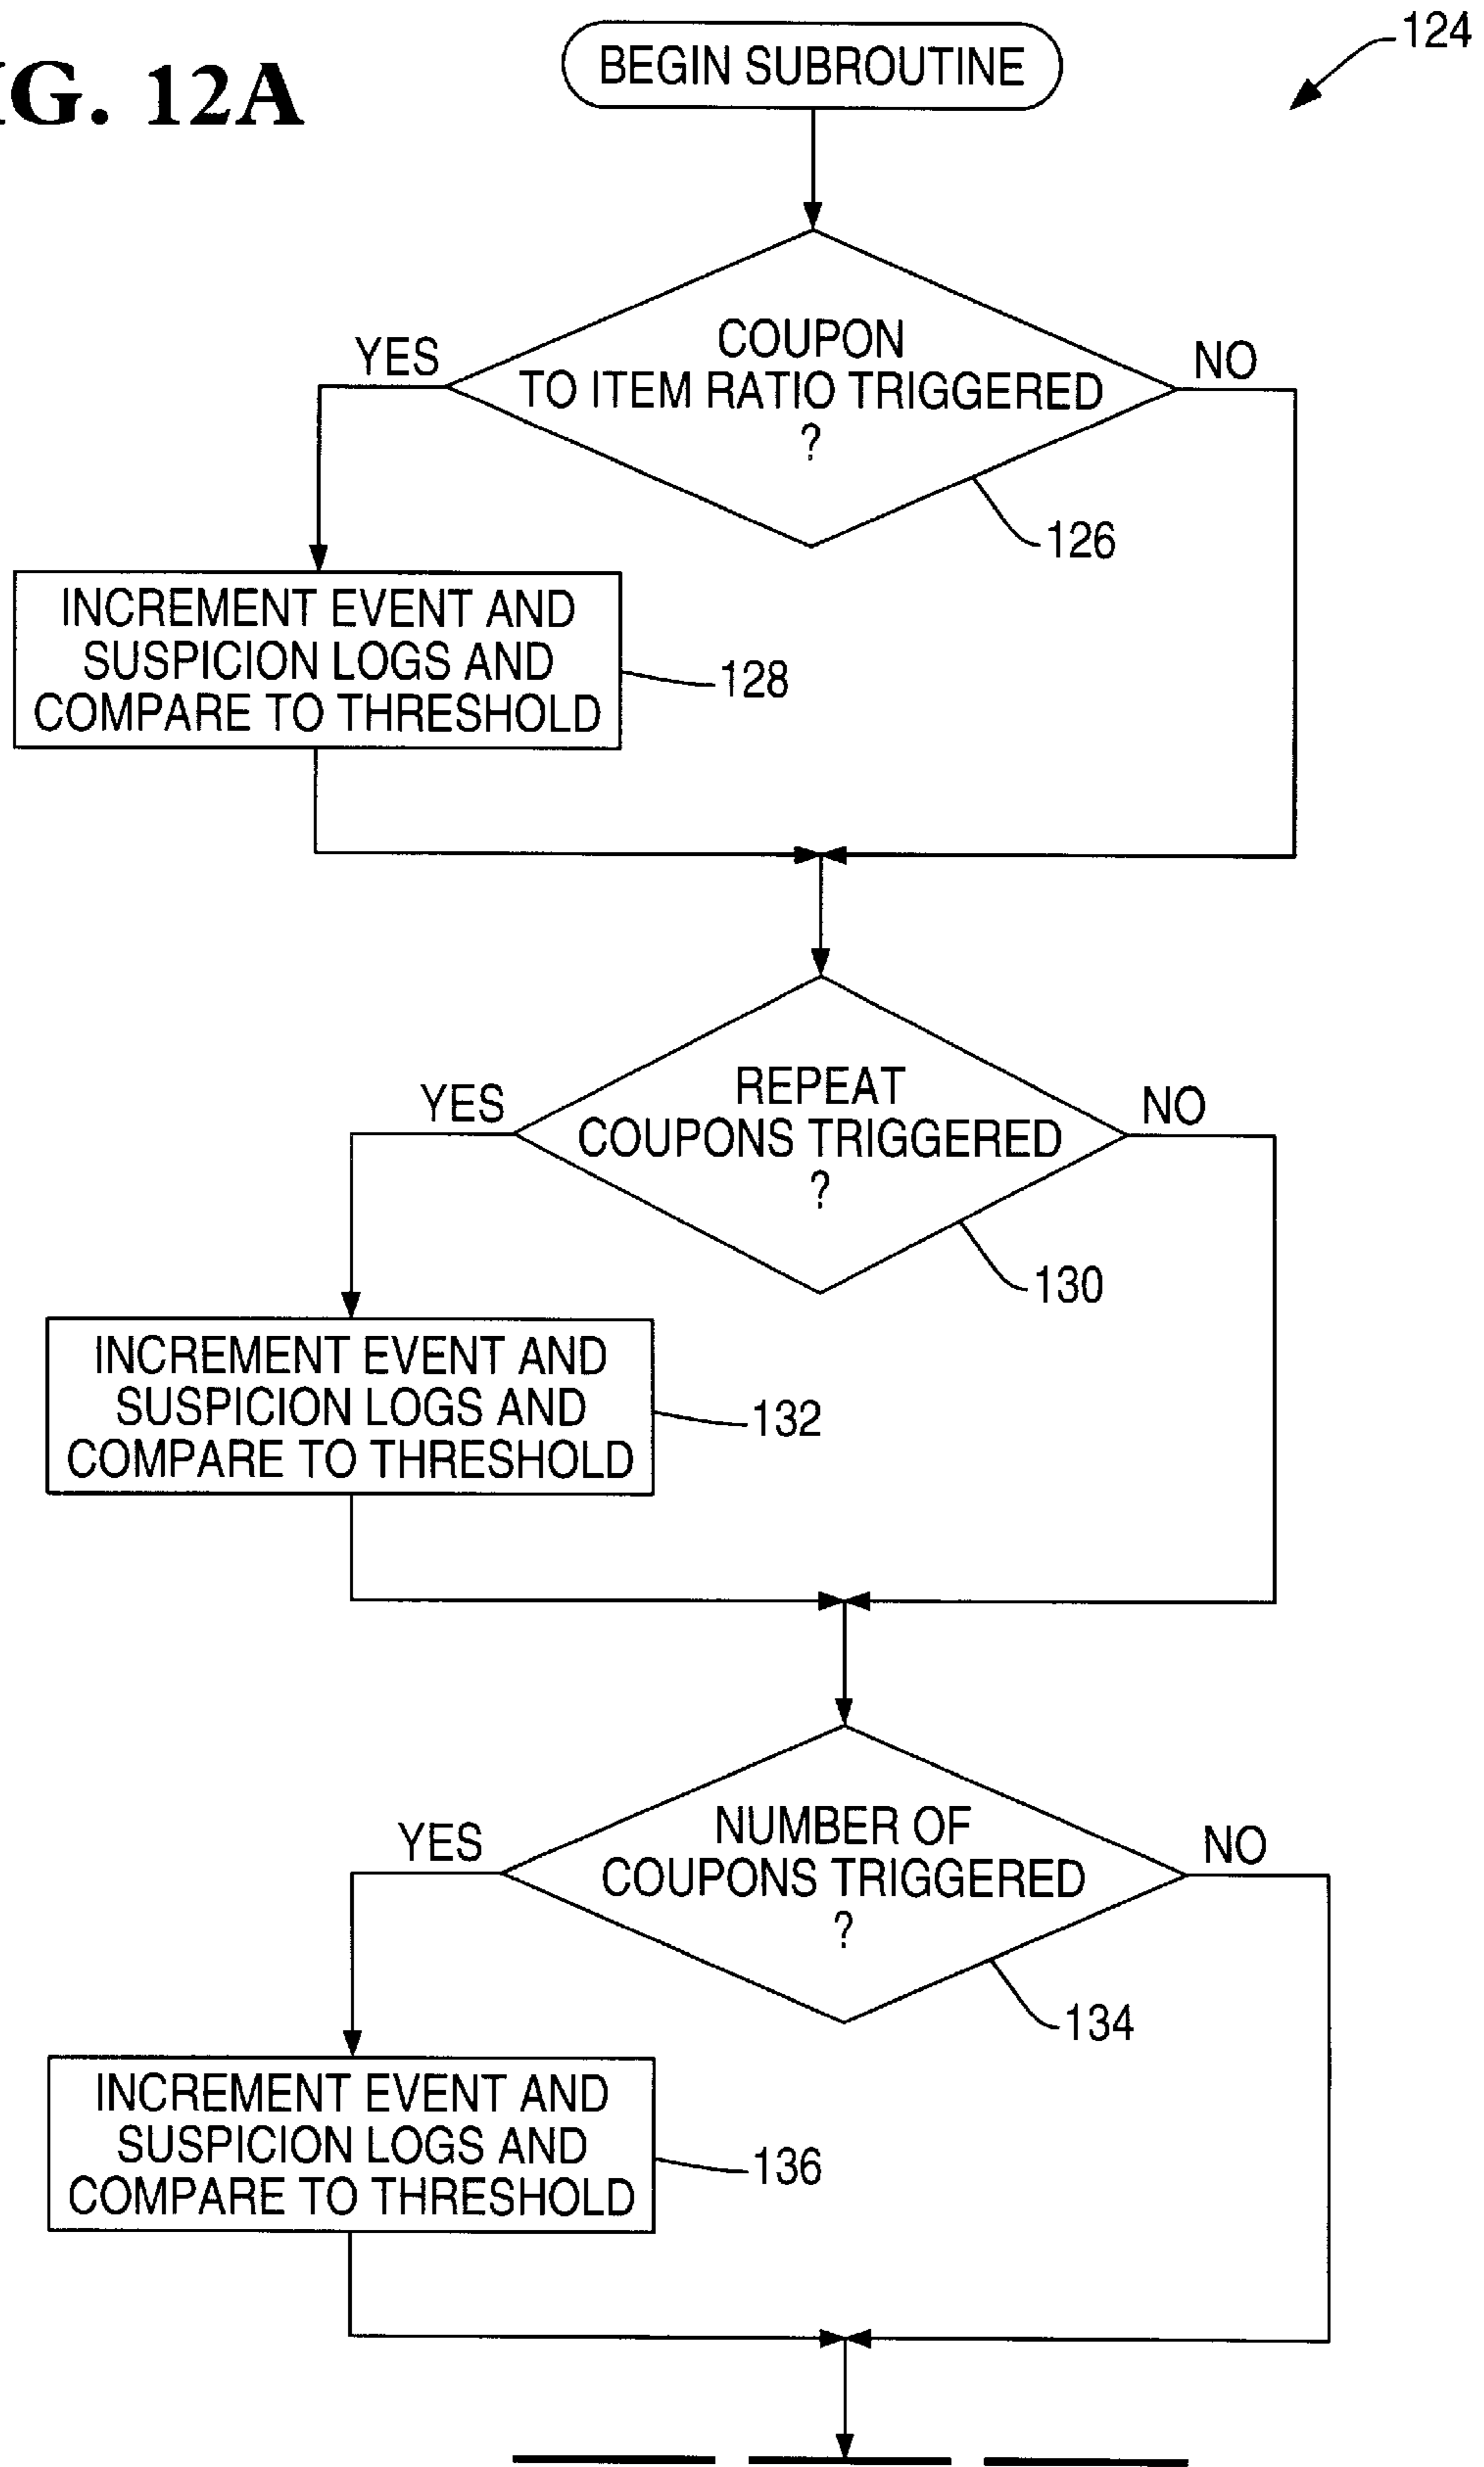 G. 12A
BEGIN SUBROUTINE
124
COUPON
TO ITEM RATIO TRIGGERED
?
YES
NO
126
INCREMENT EVENT AND
SUSPICION LOGS AND
COMPARE TO THRESHOLD
128
REPEAT
COUPONS TRIGGERED
?
YES
NO
130
INCREMENT EVENT AND
SUSPICION LOGS AND
COMPARE TO THRESHOLD
132
NUMBER OF
COUPONS TRIGGERED
?
YES
NO
134
INCREMENT EVENT AND
SUSPICION LOGS AND
COMPARE TO THRESHOLD
136